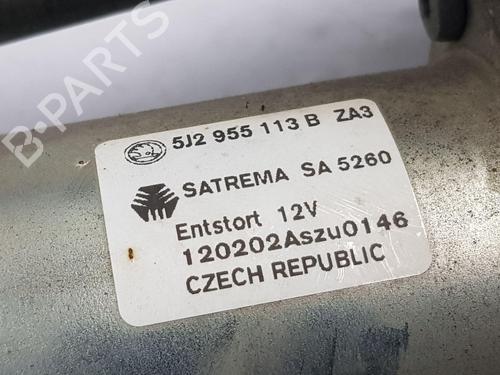 B-PARTS
5J2 955 113 B ZA3
SATREMA SA 5260
Entstort 12V
120202Aszu0146
CZECH REPUBLIC